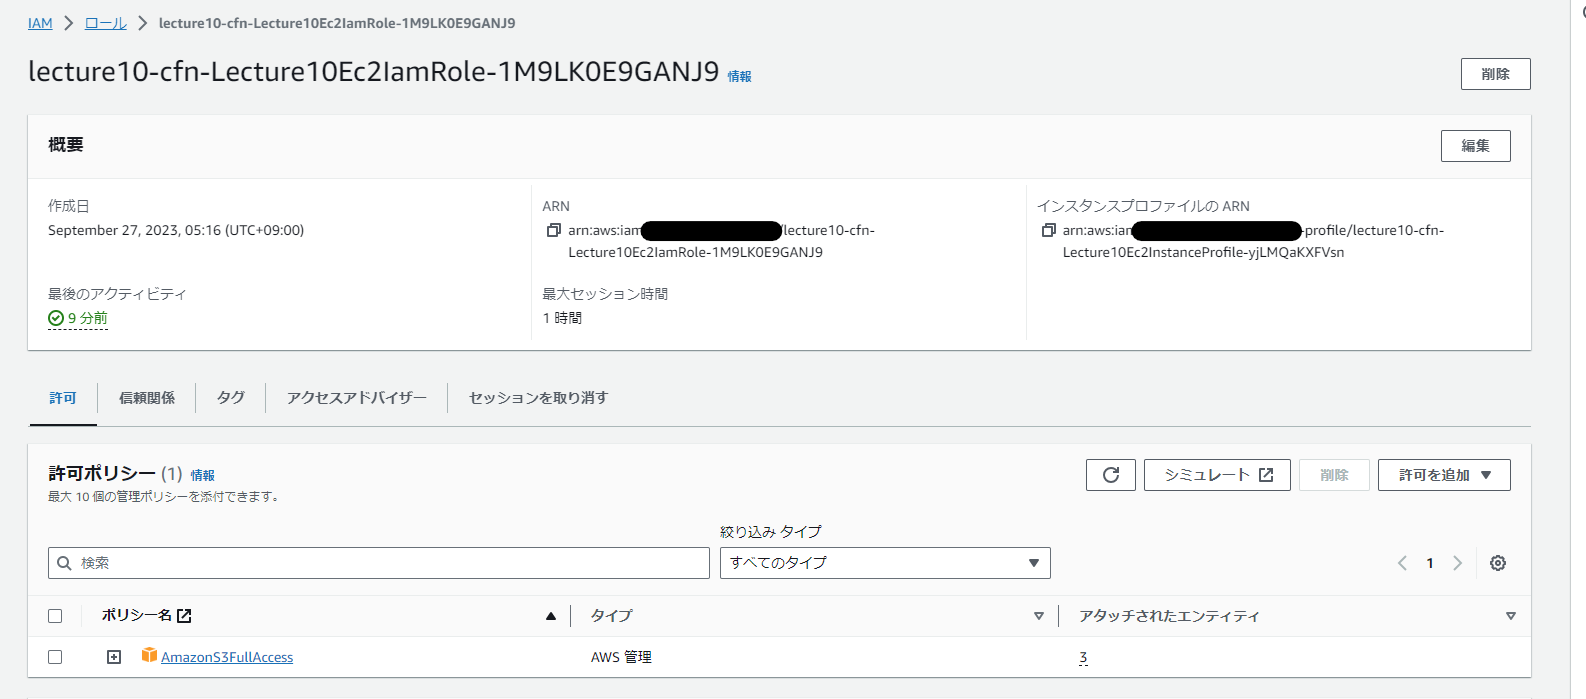 IAM > ロール > lecture10-cfn-Lecture10Ec2IamRole-1M9LK0E9GANJ9
lecture10-cfn-Lecture10Ec2IamRole-1M9LK0E9GANJ9 情報
削除
概要
編集
作成日
September 27, 2023, 05:16 (UTC+09:00)
ARN
arn:aws:iam /lecture10-cfn-
Lecture10Ec2IamRole-1M9LK0E9GANJ9
インスタンスプロファイルの ARN
arn:aws:iam -profile/lecture10-cfn-
Lecture10Ec2InstanceProfile-yjLMQaKXFVsn
最後のアクティビティ
9 分前
最大セッション時間
1 時間
許可 信頼関係 タグ アクセスアドバイザー セッションを取り消す
許可ポリシー (1) 情報
最大 10 個の管理ポリシーを添付できます。
シミュレート 削除 許可を追加
絞り込み タイプ
検索 すべてのタイプ 1
ポリシー名 タイプ アタッチされたエンティティ
AmazonS3FullAccess AWS 管理 3